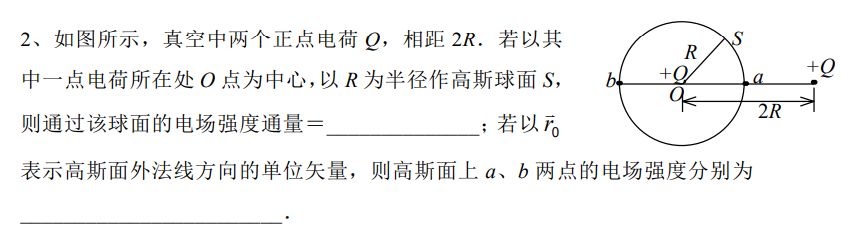 2、如图所示，真空中两个正点电荷 Q，相距 2R．若以其
中一点电荷所在处 O 点为中心，以 R 为半径作高斯球面 S，
则通过该球面的电场强度通量＝_______________；若以 r⃗₀
表示高斯面外法线方向的单位矢量，则高斯面上 a、b 两点的电场强度分别为
__________________________．
S
R
+Q
b
+Q
a
O
2R